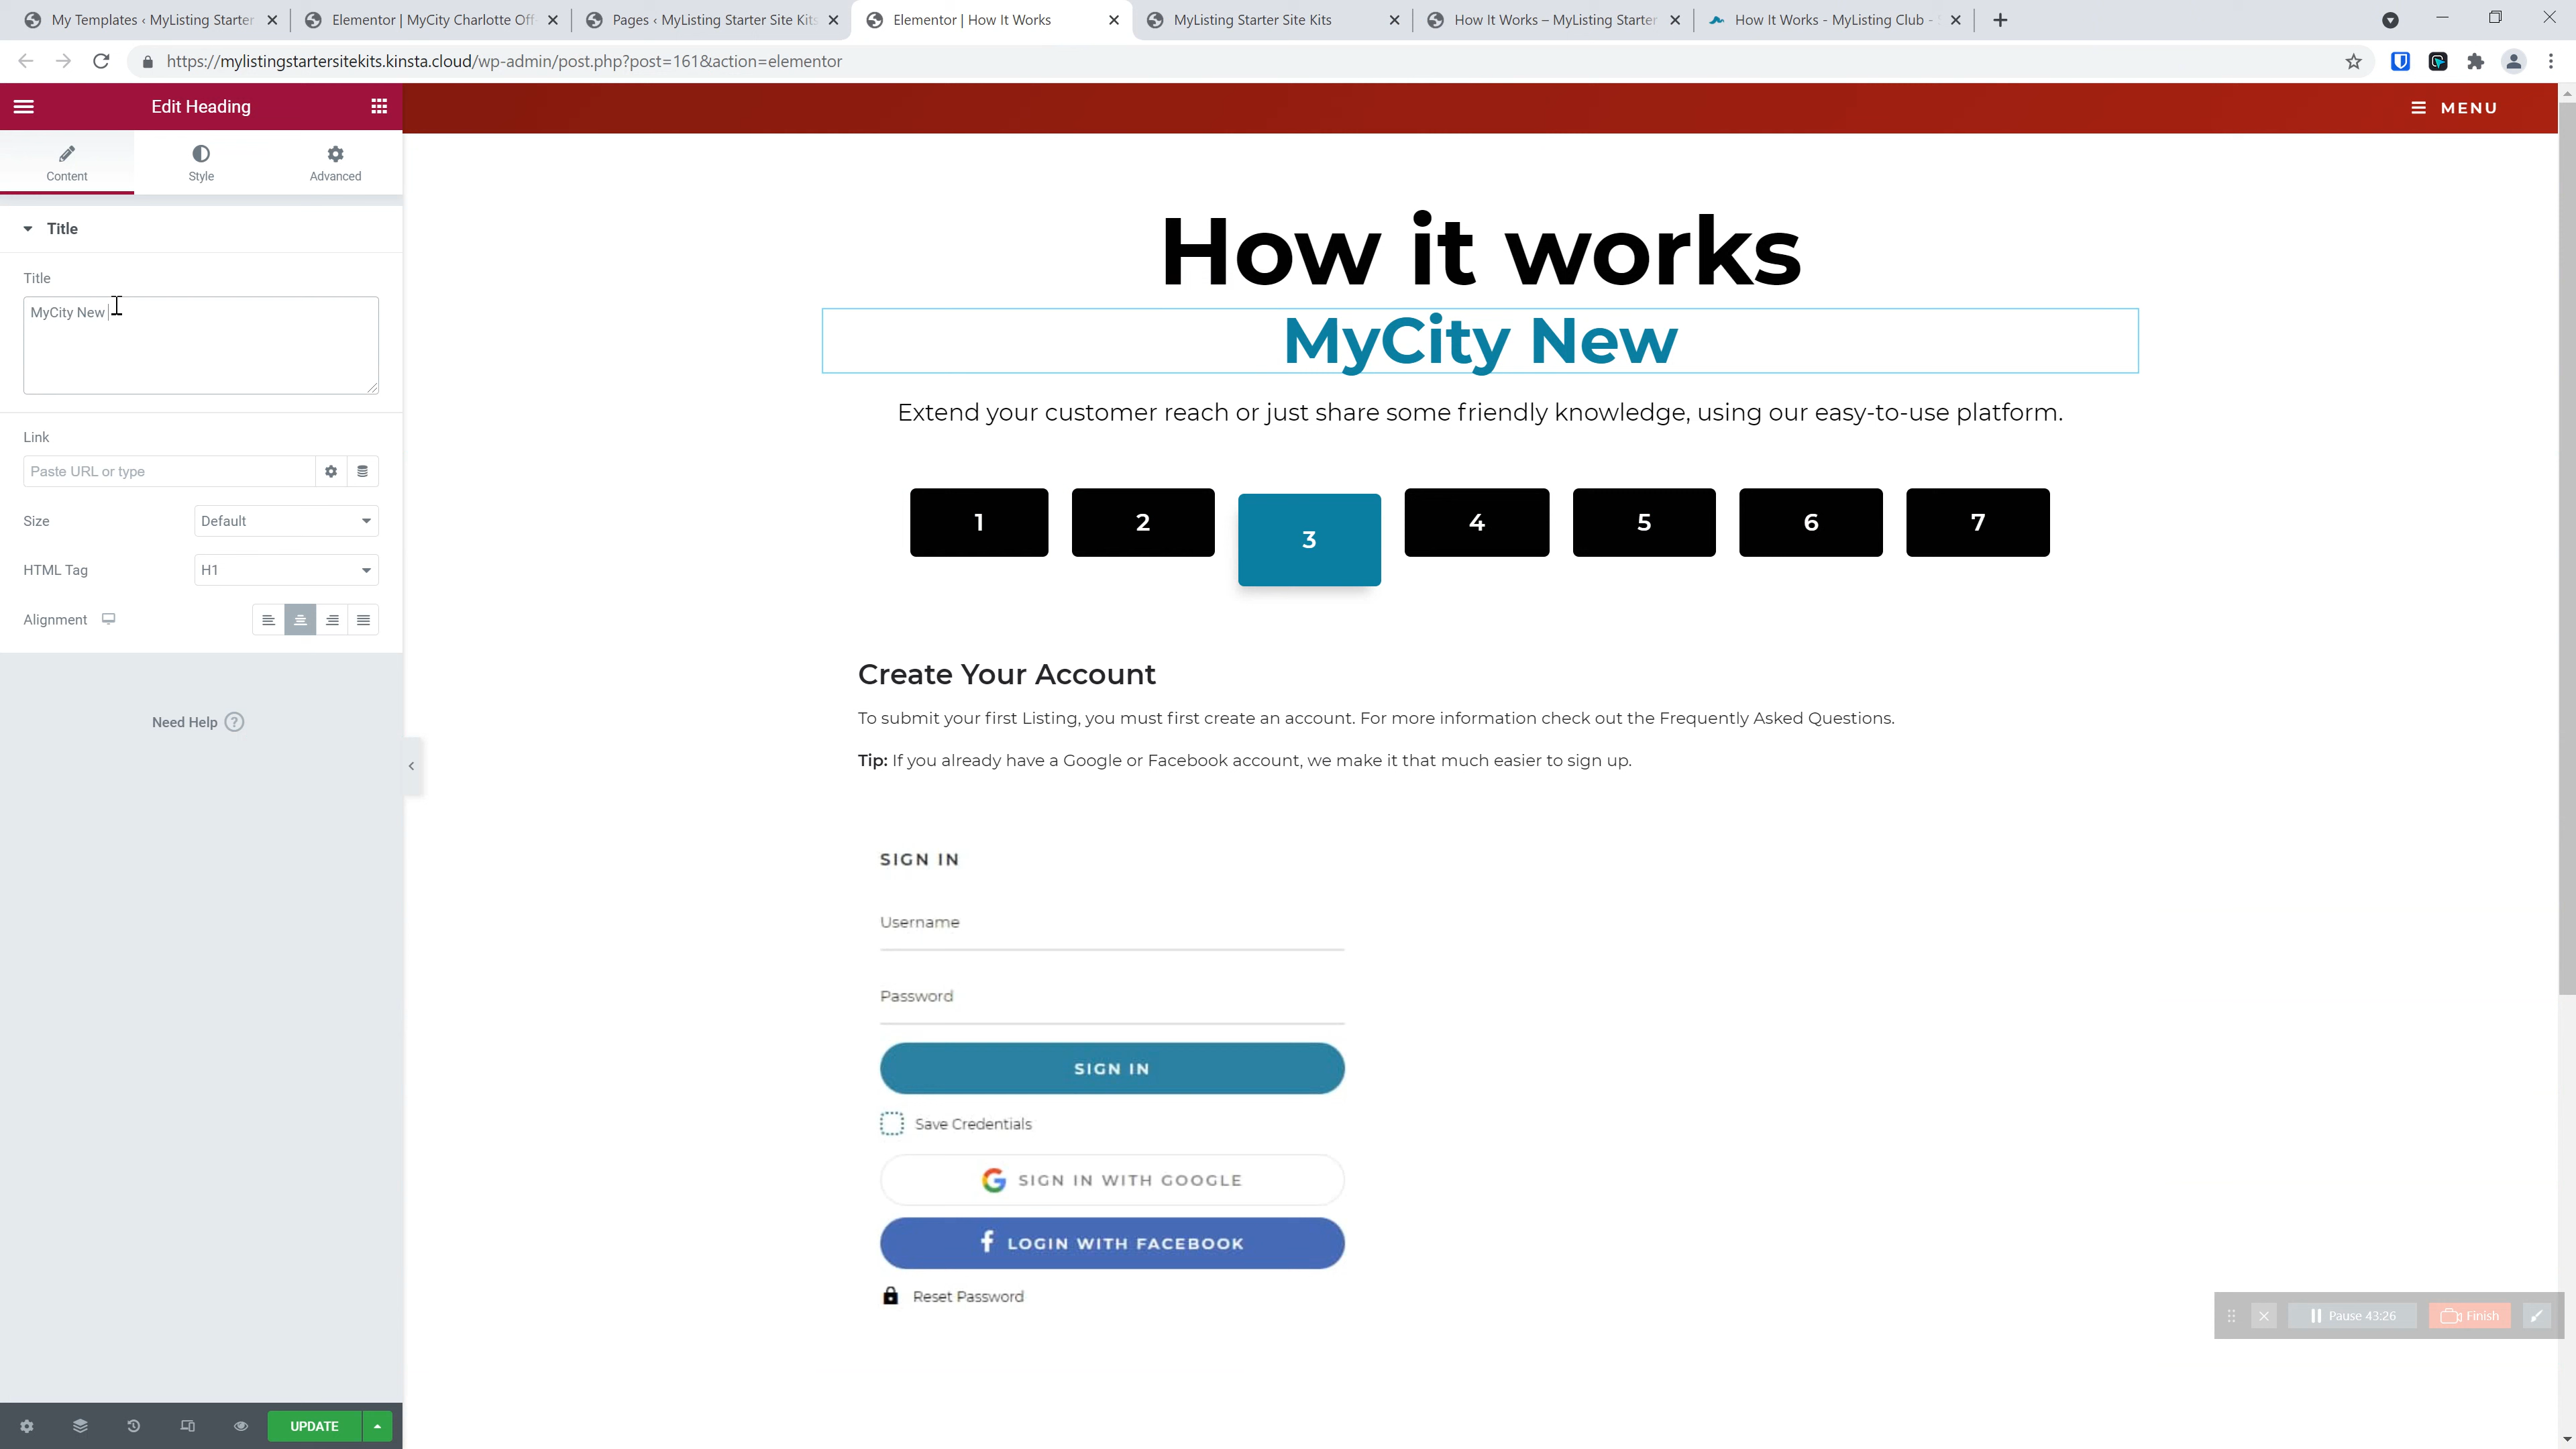 My Templates ‹ MyListing Starter
Elementor | MyCity Charlotte Off
Pages ‹ MyListing Starter Site Kits
Elementor | How It Works
MyListing Starter Site Kits
How It Works – MyListing Starter
How It Works - MyListing Club -
https://mylistingstartersitekits.kinsta.cloud/wp-admin/post.php?post=161&action=elementor
Edit Heading
MENU
Content
Style
Advanced
Title
Title
MyCity New
Link
Paste URL or type
Size
Default
HTML Tag
H1
Alignment
Need Help ?
UPDATE
How it works
MyCity New
Extend your customer reach or just share some friendly knowledge, using our easy-to-use platform.
1 2 3 4 5 6 7
Create Your Account
To submit your first Listing, you must first create an account. For more information check out the Frequently Asked Questions.
Tip: If you already have a Google or Facebook account, we make it that much easier to sign up.
SIGN IN
Username
Password
SIGN IN
Save Credentials
G SIGN IN WITH GOOGLE
f LOGIN WITH FACEBOOK
Reset Password
Pause 43:26
Finish